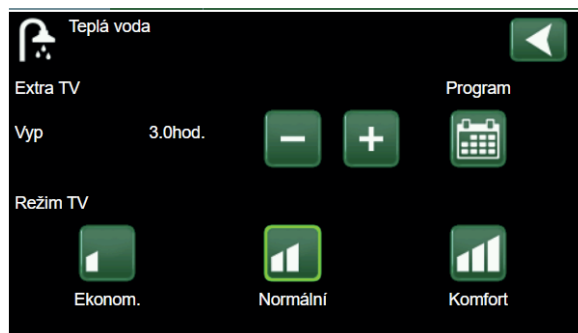 Teplá voda
Extra TV Program
Vyp 3.0hod.
Režim TV
Ekonom. Normální Komfort